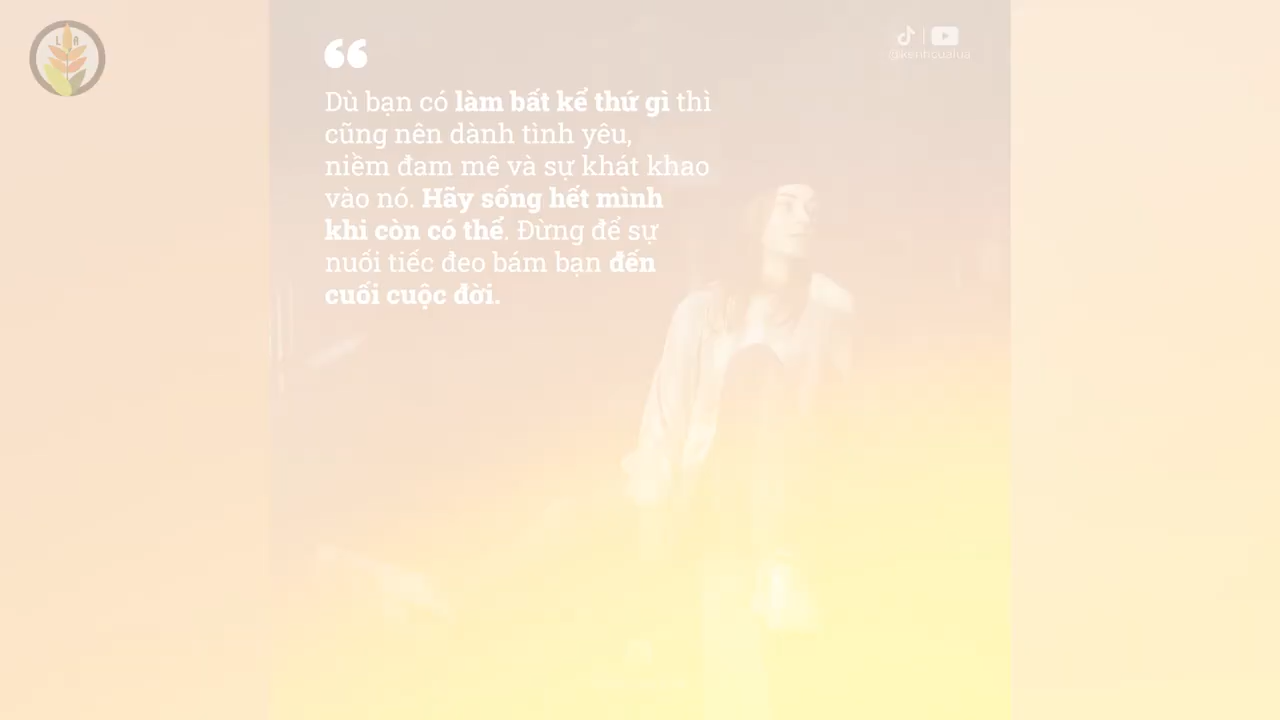 L A
@kenhcualua
Dù bạn có làm bất kể thứ gì thì
cũng nên dành tình yêu,
niềm đam mê và sự khát khao
vào nó. Hãy sống hết mình
khi còn có thể. Đừng để sự
nuối tiếc đeo bám bạn đến
cuối cuộc đời.